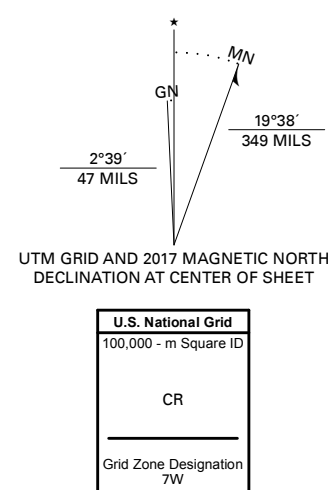 ★
MN
GN
19°38´
349 MILS
2°39´
47 MILS
UTM GRID AND 2017 MAGNETIC NORTH
DECLINATION AT CENTER OF SHEET
U.S. National Grid
100,000 - m Square ID
CR
Grid Zone Designation
7W